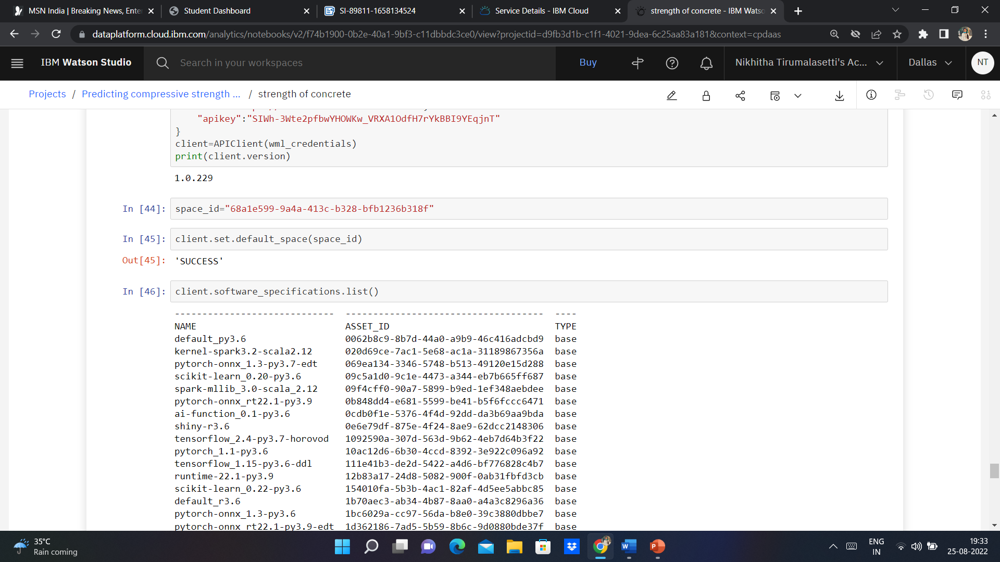 MSN India | Breaking News, Enter
Student Dashboard
SI-89811-1658134524
Service Details - IBM Cloud
strength of concrete - IBM Watso
dataplatform.cloud.ibm.com/analytics/notebooks/v2/f74b1900-0b2e-40a1-9bf3-c11dbbdc3ce0/view?projectid=d9fb3d1b-c1f1-4021-9dea-6c25aa83a181&context=cpdaas
IBM Watson Studio
Search in your workspaces
Buy
Nikhitha Tirumalasetti's Ac...
Dallas
NT
Projects / Predicting compressive strength ... / strength of concrete
"apikey":"SIWh-3Wte2pfbwYHOWKw_VRXA1OdfH7rYkBBI9YEqjnT"
}
client=APIClient(wml_credentials)
print(client.version)
1.0.229
In [44]: space_id="68a1e599-9a4a-413c-b328-bfb1236b318f"
In [45]: client.set.default_space(space_id)
Out[45]: 'SUCCESS'
In [46]: client.software_specifications.list()
----------------------------- ------------------------------------ ----
NAME ASSET_ID TYPE
default_py3.6 0062b8c9-8b7d-44a0-a9b9-46c416adcbd9 base
kernel-spark3.2-scala2.12 020d69ce-7ac1-5e68-ac1a-31189867356a base
pytorch-onnx_1.3-py3.7-edt 069ea134-3346-5748-b513-49120e15d288 base
scikit-learn_0.20-py3.6 09c5a1d0-9c1e-4473-a344-eb7b665ff687 base
spark-mllib_3.0-scala_2.12 09f4cff0-90a7-5899-b9ed-1ef348aebdee base
pytorch-onnx_rt22.1-py3.9 0b848dd4-e681-5599-be41-b5f6fccc6471 base
ai-function_0.1-py3.6 0cdb0f1e-5376-4f4d-92dd-da3b69aa9bda base
shiny-r3.6 0e6e79df-875e-4f24-8ae9-62dcc2148306 base
tensorflow_2.4-py3.7-horovod 1092590a-307d-563d-9b62-4eb7d64b3f22 base
pytorch_1.1-py3.6 10ac12d6-6b30-4ccd-8392-3e922c096a92 base
tensorflow_1.15-py3.6-ddl 111e41b3-de2d-5422-a4d6-bf776828c4b7 base
runtime-22.1-py3.9 12b83a17-24d8-5082-900f-0ab31fbfd3cb base
scikit-learn_0.22-py3.6 154010fa-5b3b-4ac1-82af-4d5ee5abbc85 base
default_r3.6 1b70aec3-ab34-4b87-8aa0-a4a3c8296a36 base
pytorch-onnx_1.3-py3.6 1bc6029a-cc97-56da-b8e0-39c3880dbbe7 base
pytorch-onnx_rt22.1-py3.9-edt 1d362186-7ad5-5b59-8b6c-9d0880bde37f base
35°C
Rain coming
ENG
IN
19:33
25-08-2022